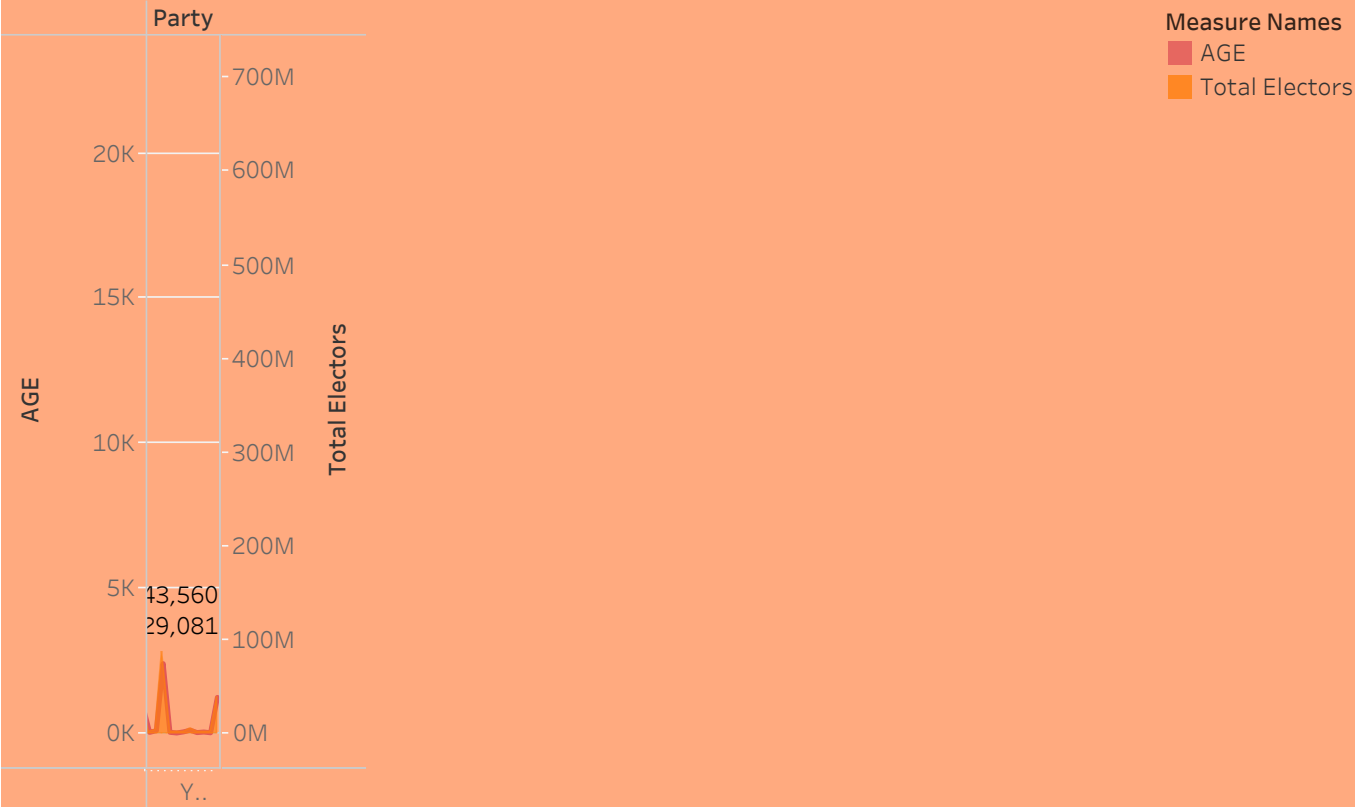 Party
Measure Names
AGE
Total Electors
700M
600M
500M
400M
300M
200M
100M
0M
20K
15K
10K
5K
0K
AGE
Total Electors
43,560
29,081
Y..